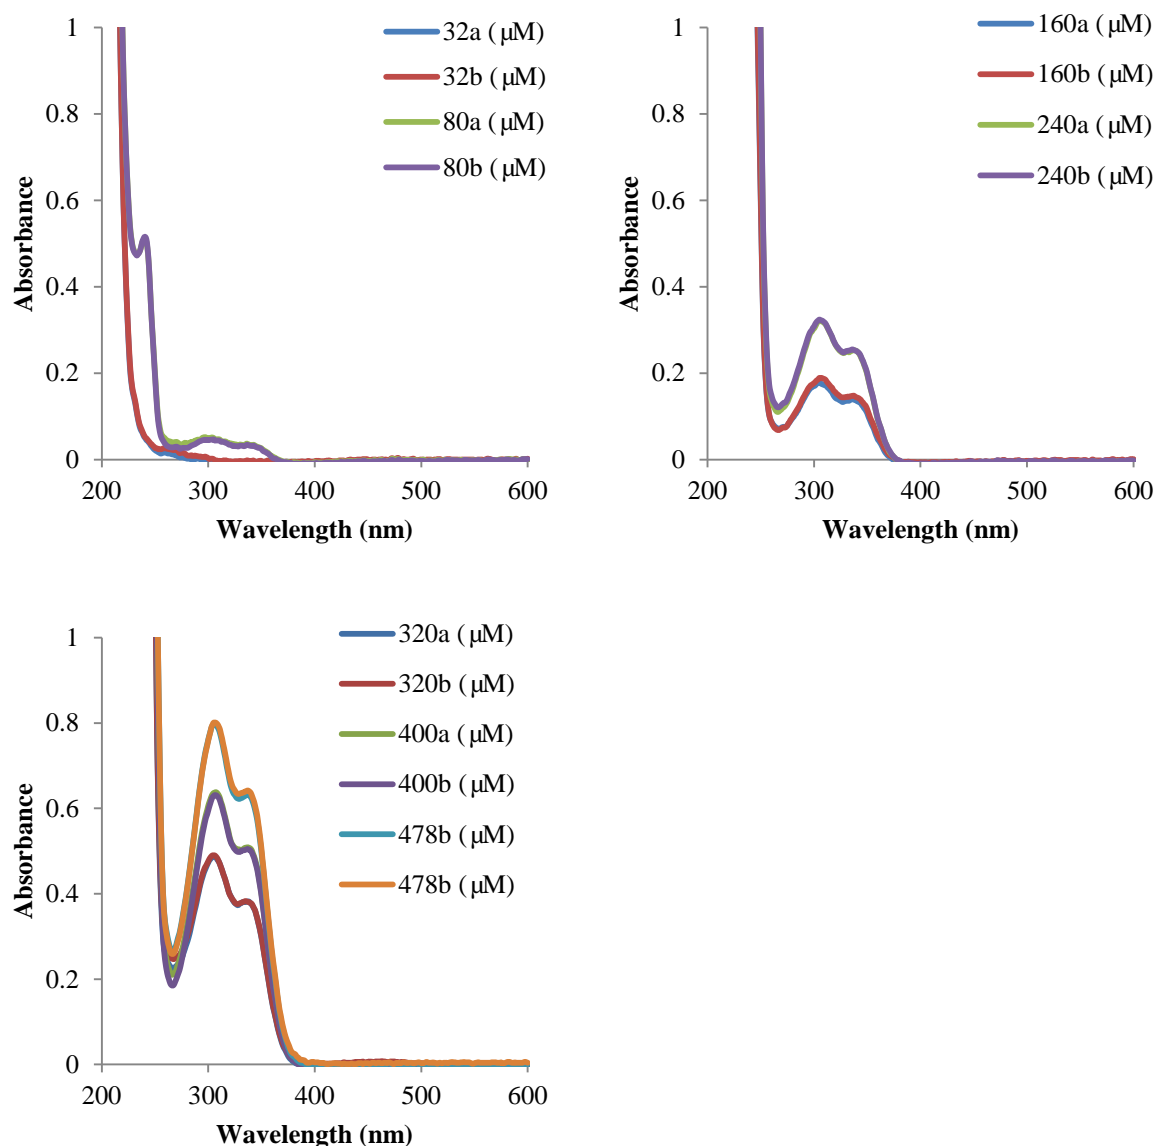 1
0.8
0.6
0.4
0.2
0
200 300 400 500 600
Absorbance
Wavelength (nm)
32a (µM)
32b (µM)
80a (µM)
80b (µM)
1
0.8
0.6
0.4
0.2
0
200 300 400 500 600
Absorbance
Wavelength (nm)
160a (µM)
160b (µM)
240a (µM)
240b (µM)
1
0.8
0.6
0.4
0.2
0
200 300 400 500 600
Absorbance
Wavelength (nm)
320a (µM)
320b (µM)
400a (µM)
400b (µM)
478b (µM)
478b (µM)